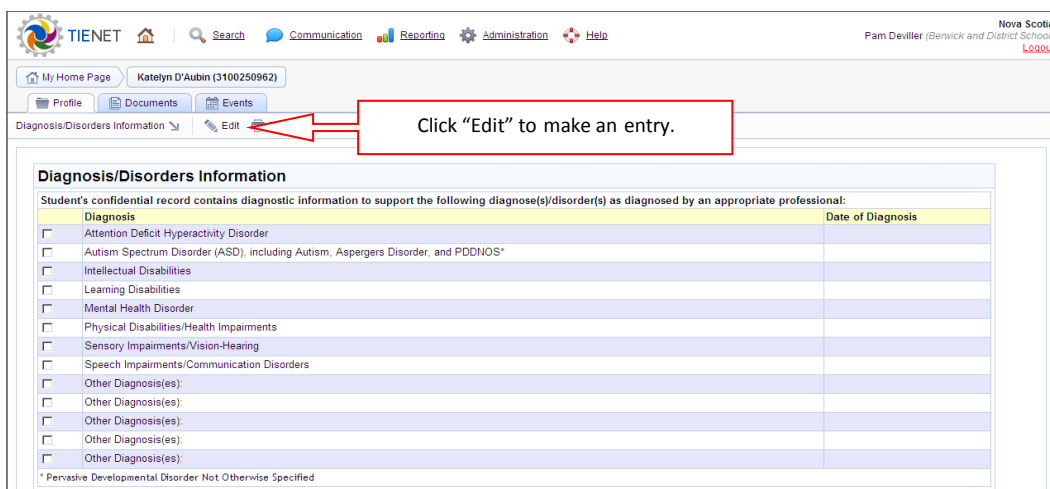 Nova Scotia
TIENET Search Communication Reporting Administration Help Pam Deviller (Berwick and District School
Logou
My Home Page Katelyn D'Aubin (3100250962)
Profile Documents Events
Diagnosis/Disorders Information Edit
Click “Edit” to make an entry.
Diagnosis/Disorders Information
Student's confidential record contains diagnostic information to support the following diagnose(s)/disorder(s) as diagnosed by an appropriate professional:
Diagnosis Date of Diagnosis
Attention Deficit Hyperactivity Disorder
Autism Spectrum Disorder (ASD), including Autism, Aspergers Disorder, and PDDNOS*
Intellectual Disabilities
Learning Disabilities
Mental Health Disorder
Physical Disabilities/Health Impairments
Sensory Impairments/Vision-Hearing
Speech Impairments/Communication Disorders
Other Diagnosis(es):
Other Diagnosis(es):
Other Diagnosis(es):
Other Diagnosis(es):
Other Diagnosis(es):
* Pervasive Developmental Disorder Not Otherwise Specified